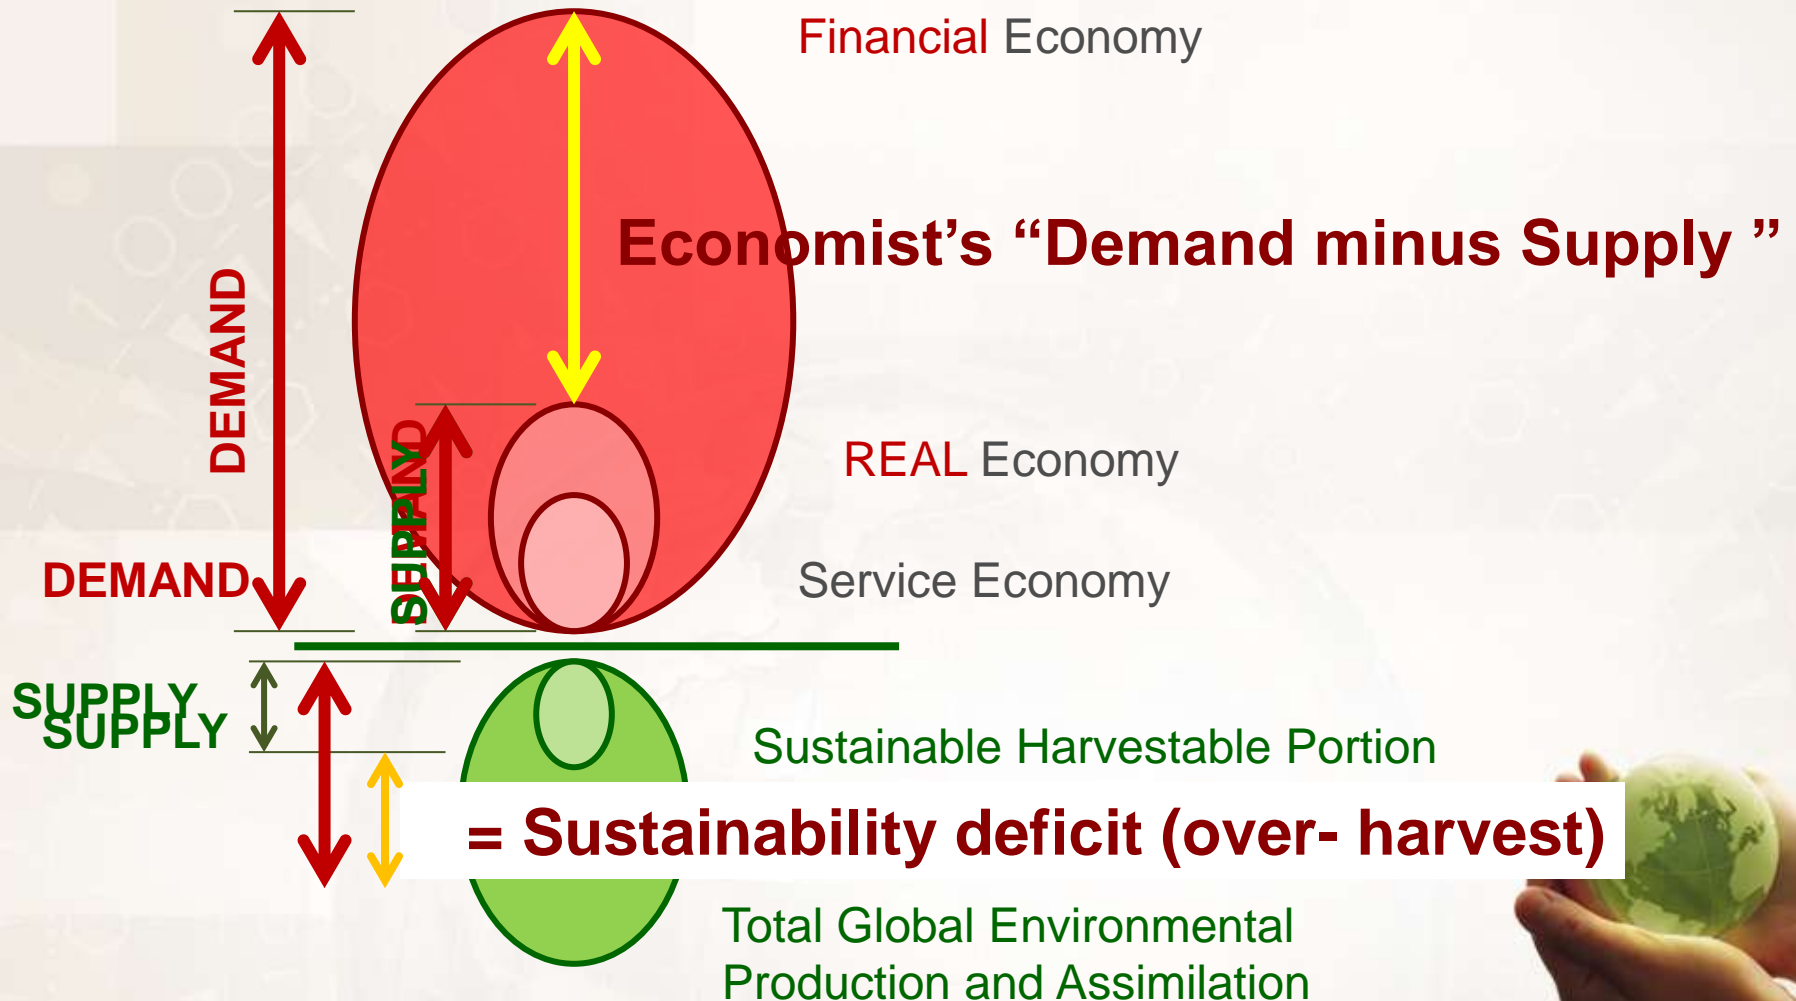 Financial Economy
Economist’s “Demand minus Supply ”
DEMAND
DEMAND
SUPPLY
REAL Economy
DEMAND
Service Economy
SUPPLY
SUPPLY
Sustainable Harvestable Portion
= Sustainability deficit (over- harvest)
Total Global Environmental
Production and Assimilation